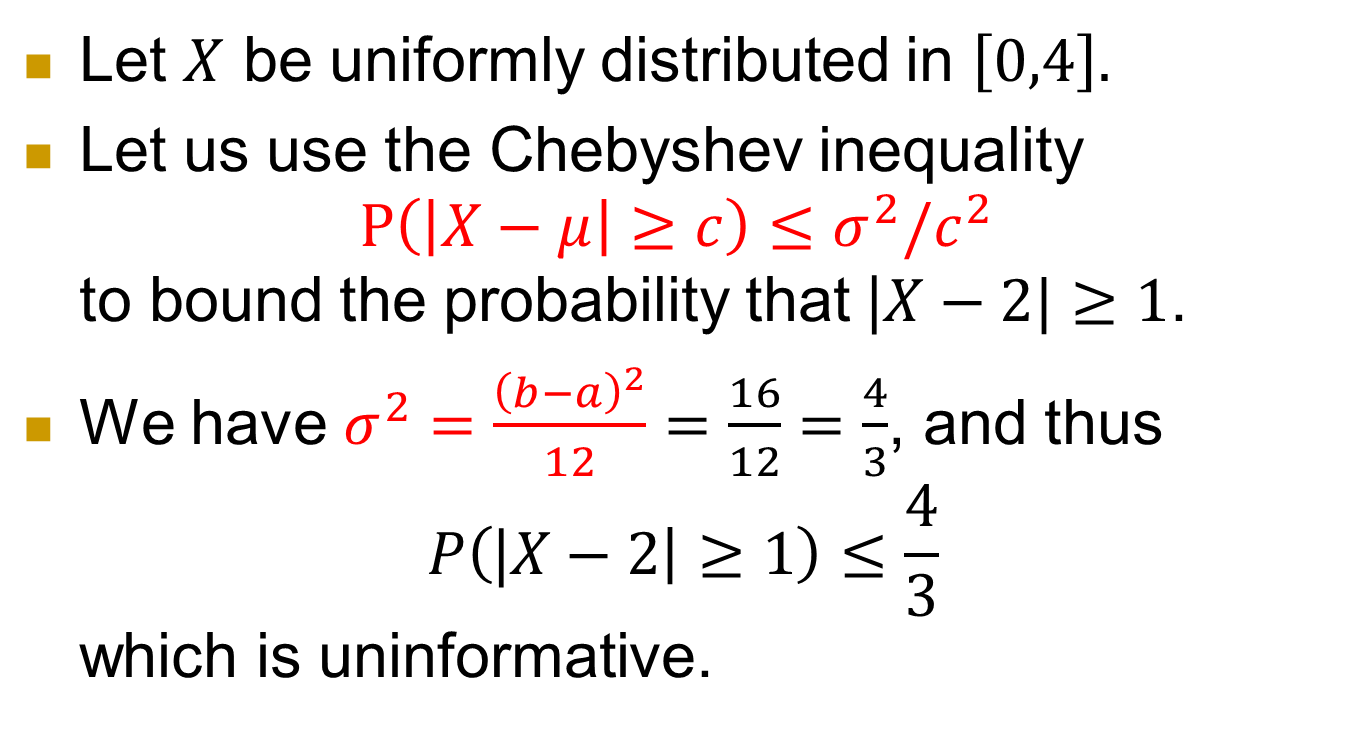 ▪ Let 𝑋 be uniformly distributed in [0,4].
▪ Let us use the Chebyshev inequality
P(|𝑋 − 𝜇| ≥ 𝑐) ≤ 𝜎²/𝑐²
to bound the probability that |𝑋 − 2| ≥ 1.
▪ We have 𝜎² = (𝑏−𝑎)²/12 = 16/12 = 4/3, and thus
𝑃(|𝑋 − 2| ≥ 1) ≤ 4/3
which is uninformative.